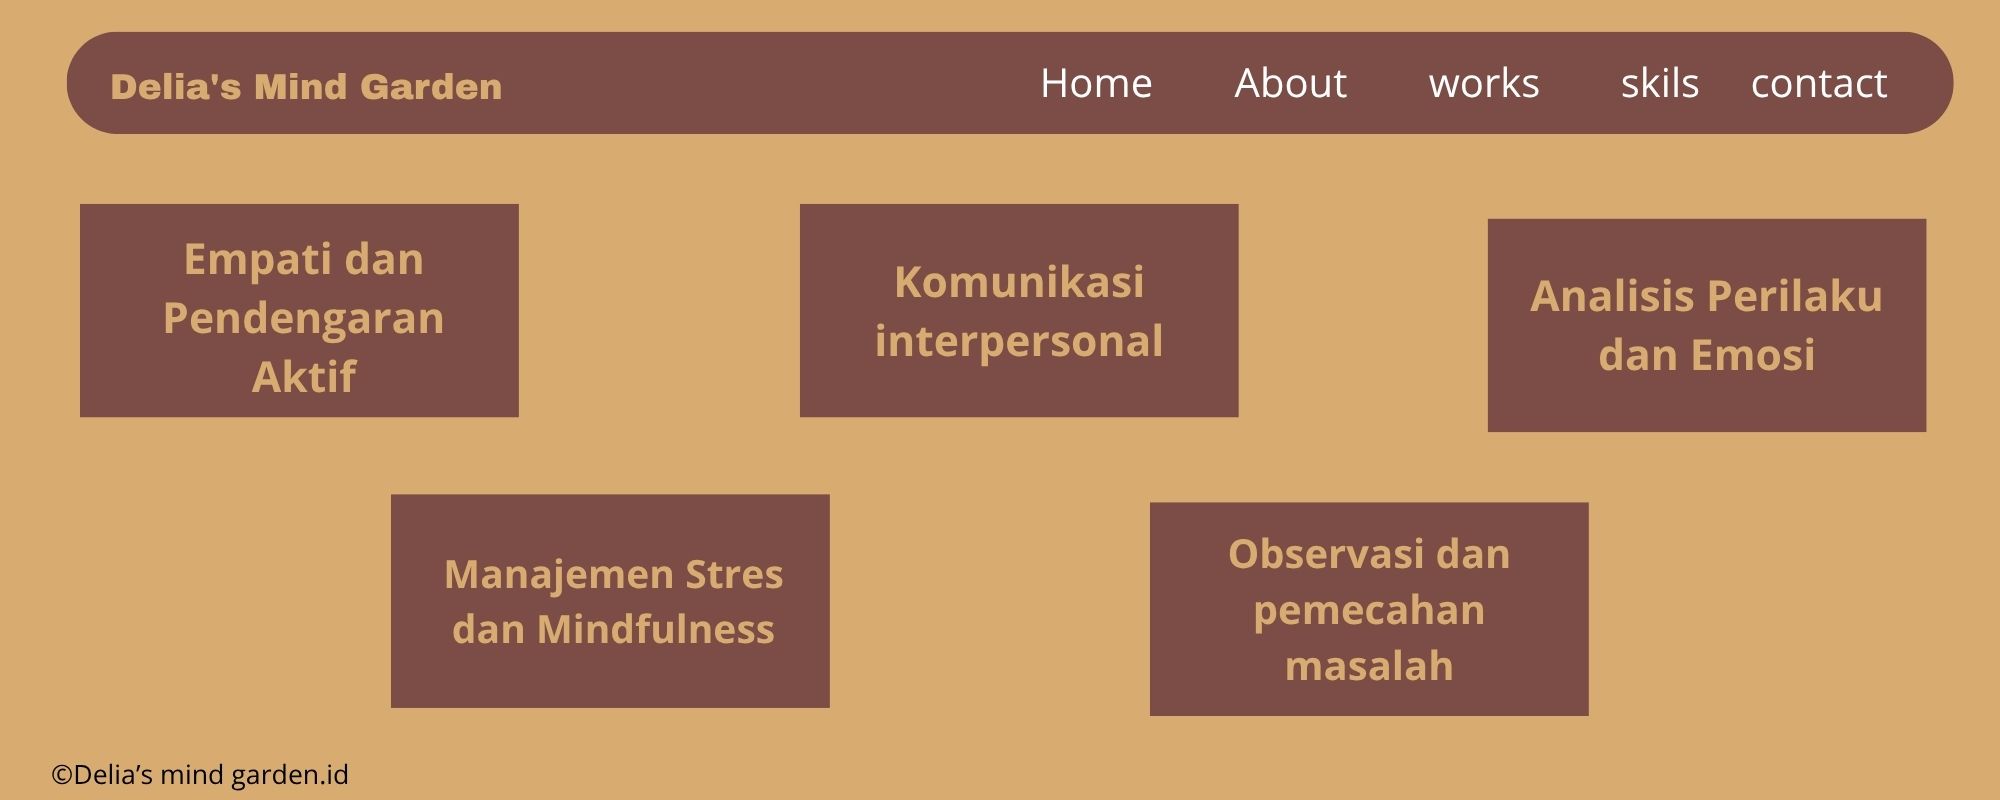 Delia's Mind Garden
Home
About
works
skils
contact
Empati dan
Pendengaran
Aktif
Komunikasi
interpersonal
Analisis Perilaku
dan Emosi
Manajemen Stres
dan Mindfulness
Observasi dan
pemecahan
masalah
©Delia’s mind garden.id